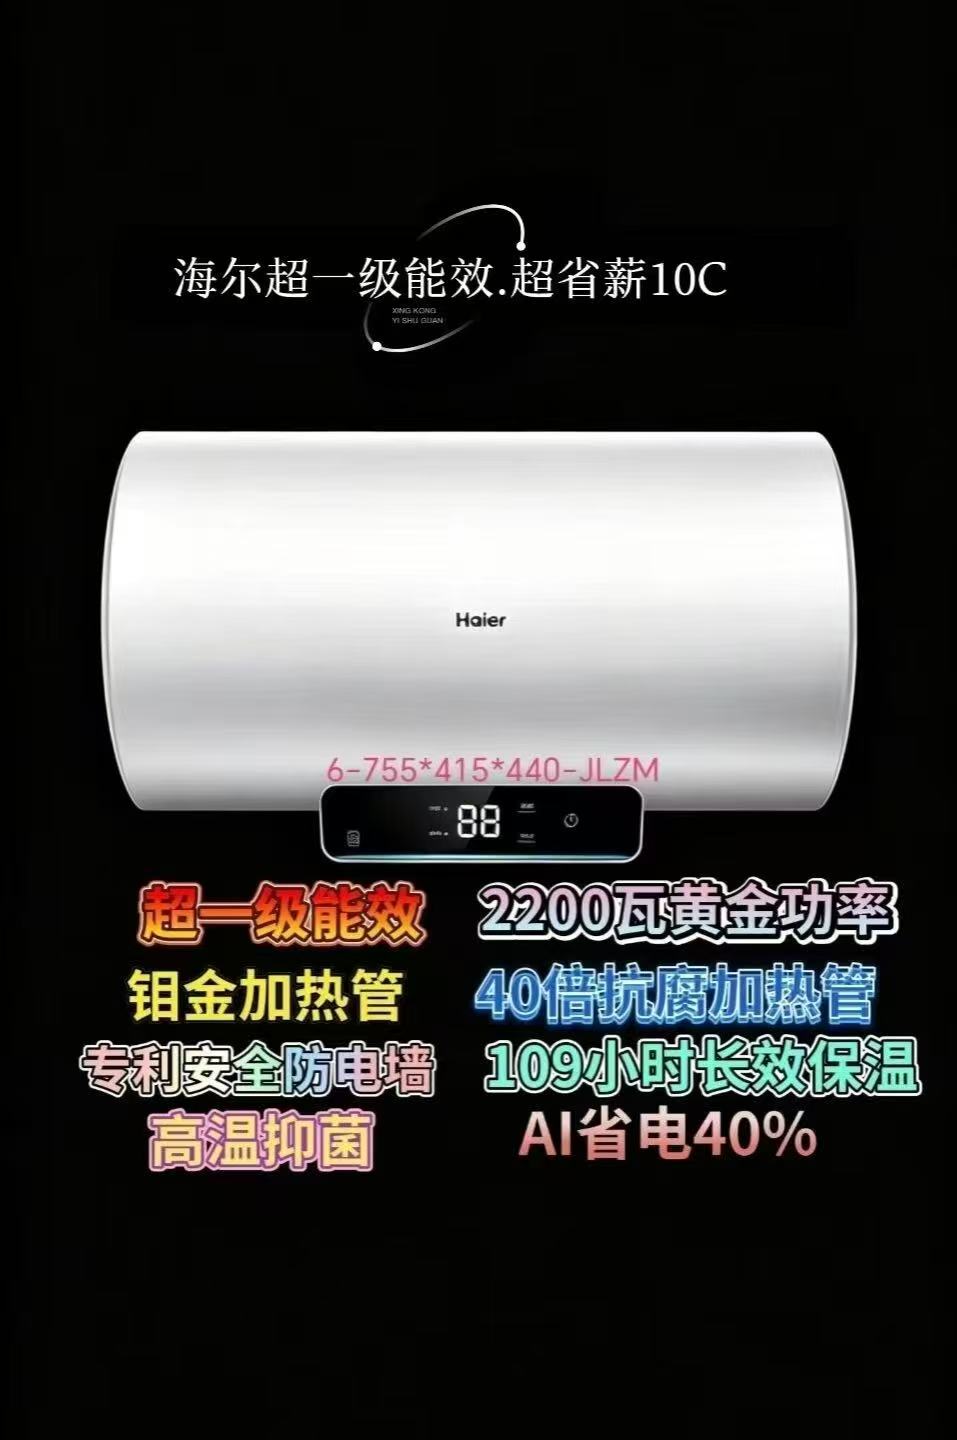 海尔超一级能效.超省薪10C
XING KONG
YI SHU GUAN
Haier
6-755*415*440-JLZM
88
超一级能效
2200瓦黄金功率
钼金加热管
40倍抗腐加热管
专利安全防电墙
109小时长效保温
高温抑菌
AI省电40%